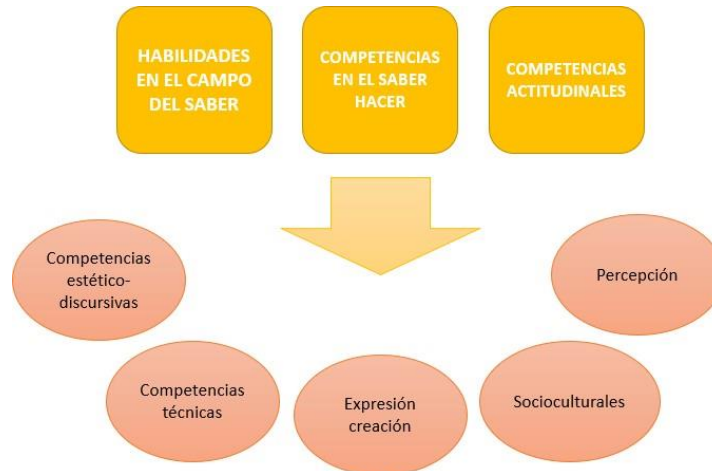 HABILIDADES
EN EL CAMPO
DEL SABER
COMPETENCIAS
EN EL SABER
HACER
COMPETENCIAS
ACTITUDINALES
Competencias
estético-
discursivas
Competencias
técnicas
Expresión
creación
Socioculturales
Percepción